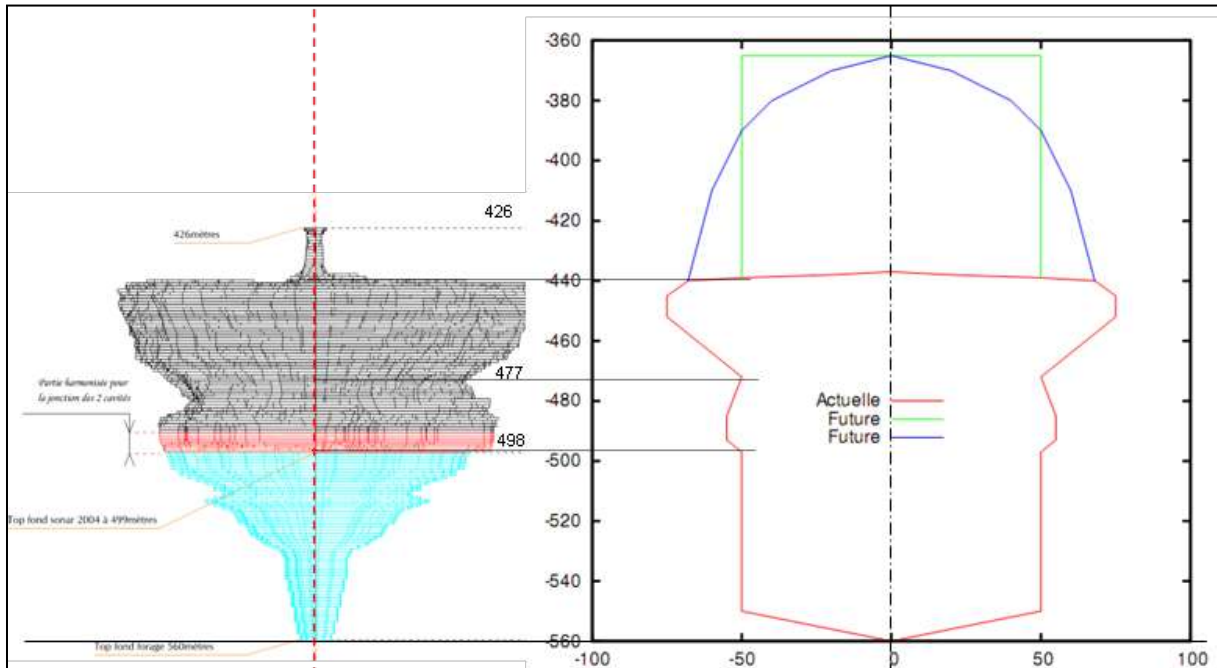 426mètres
426
477
Partie harmonisée pour
la jonction des 2 cavités
498
Top fond sonar 2004 à 499mètres
Top fond forage 560mètres
-360
-380
-400
-420
-440
-460
-480
-500
-520
-540
-560
-100
-50
0
50
100
Actuelle
Future
Future